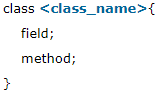 class <class_name>{
field;
method;
}